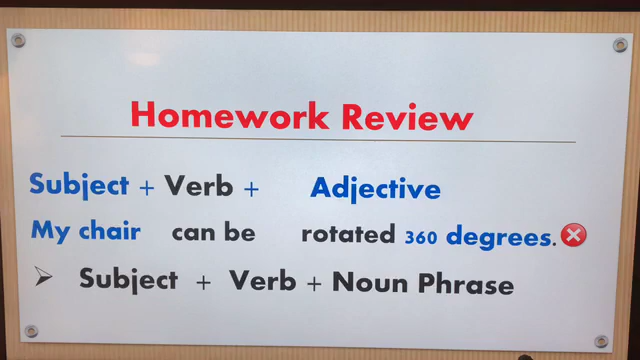 Homework Review
Subject + Verb + Adjective
My chair can be rotated 360 degrees.
Subject + Verb + Noun Phrase